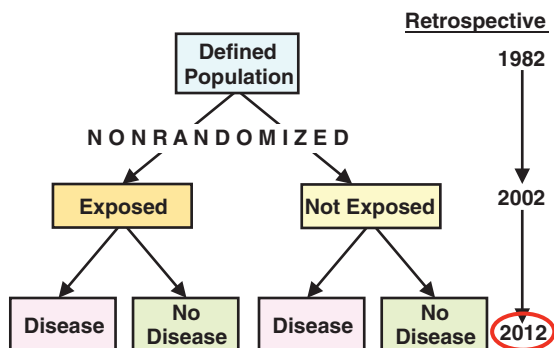 Retrospective
Defined
Population
1982
NONRANDOMIZED
Exposed
Not Exposed
2002
Disease
No
Disease
Disease
No
Disease
2012